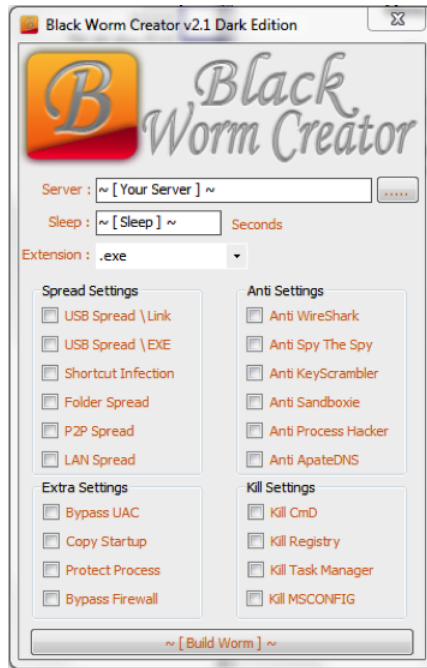 Black Worm Creator v2.1 Dark Edition
B
Black
Worm Creator
Server : ~ [ Your Server ] ~ .....
Sleep : ~ [ Sleep ] ~ Seconds
Extension : .exe
Spread Settings
USB Spread \ Link
USB Spread \ EXE
Shortcut Infection
Folder Spread
P2P Spread
LAN Spread
Anti Settings
Anti WireShark
Anti Spy The Spy
Anti KeyScrambler
Anti Sandboxie
Anti Process Hacker
Anti ApateDNS
Extra Settings
Bypass UAC
Copy Startup
Protect Process
Bypass Firewall
Kill Settings
Kill CmD
Kill Registry
Kill Task Manager
Kill MSCONFIG
~ [ Build Worm ] ~